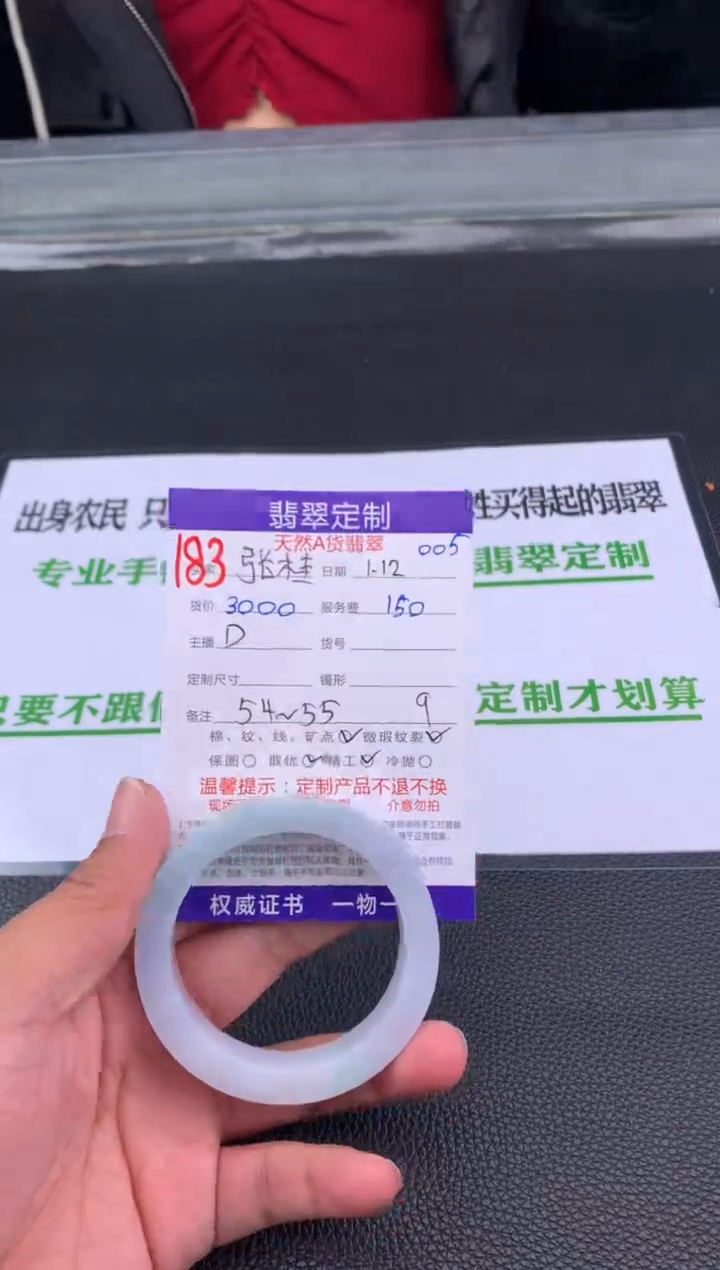 出身农民 只
姓买得起的翡翠
专业手
翡翠定制
只要不跟
定制才划算
翡翠定制
天然A货翡翠
005
183 张桂 日期 1.12
货价 3000 服务费 150
主播 D 货号
定制尺寸 镯形
备注 54~55 9
棉、纹、线、矿点 微瑕纹裂
保圈 取优 精工 冷抛
温馨提示：定制产品不退不换
现场 介意勿拍
权威证书 一物一